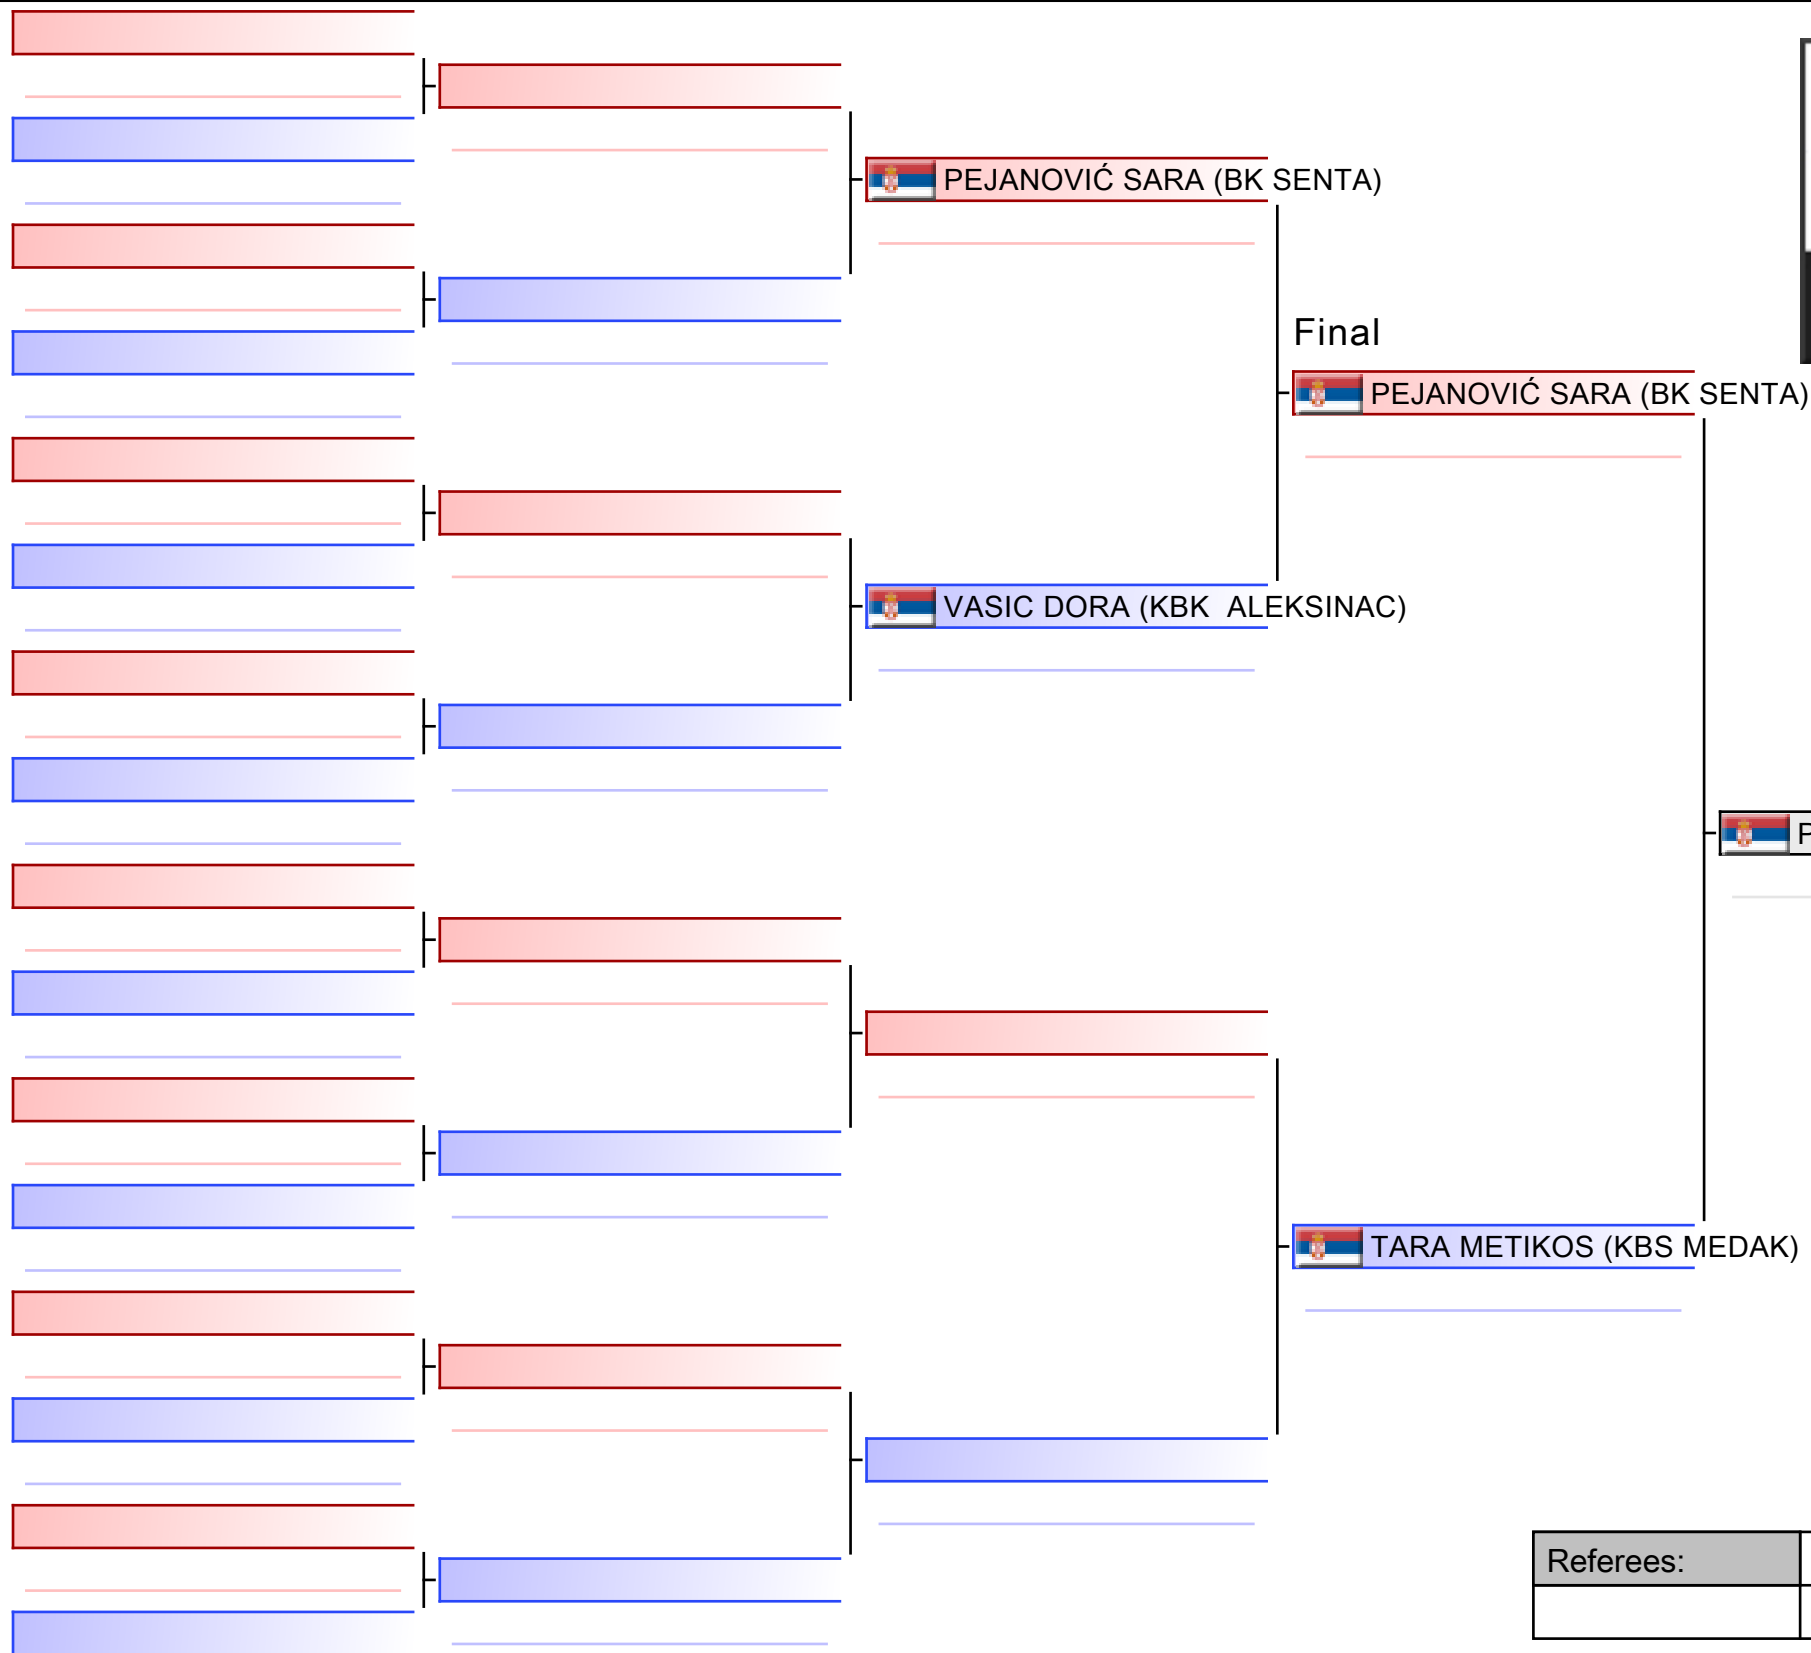 PEJANOVIĆ SARA (BK SENTA)
Final
PEJANOVIĆ SARA (BK SENTA)
VASIC DORA (KBK  ALEKSINAC)
TARA METIKOS (KBS MEDAK)
Referees: